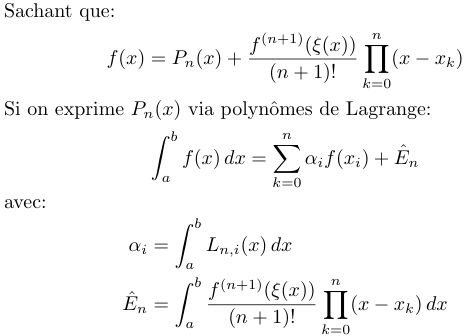 Sachant que:
f(x) = P_n(x) + \frac{f^{(n+1)}(\xi(x))}{(n+1)!} \prod_{k=0}^{n} (x - x_k)
Si on exprime P_n(x) via polynômes de Lagrange:
\int_a^b f(x) dx = \sum_{k=0}^{n} \alpha_i f(x_i) + \hat{E}_n
avec:
\alpha_i = \int_a^b L_{n,i}(x) dx
\hat{E}_n = \int_a^b \frac{f^{(n+1)}(\xi(x))}{(n+1)!} \prod_{k=0}^{n} (x - x_k) dx